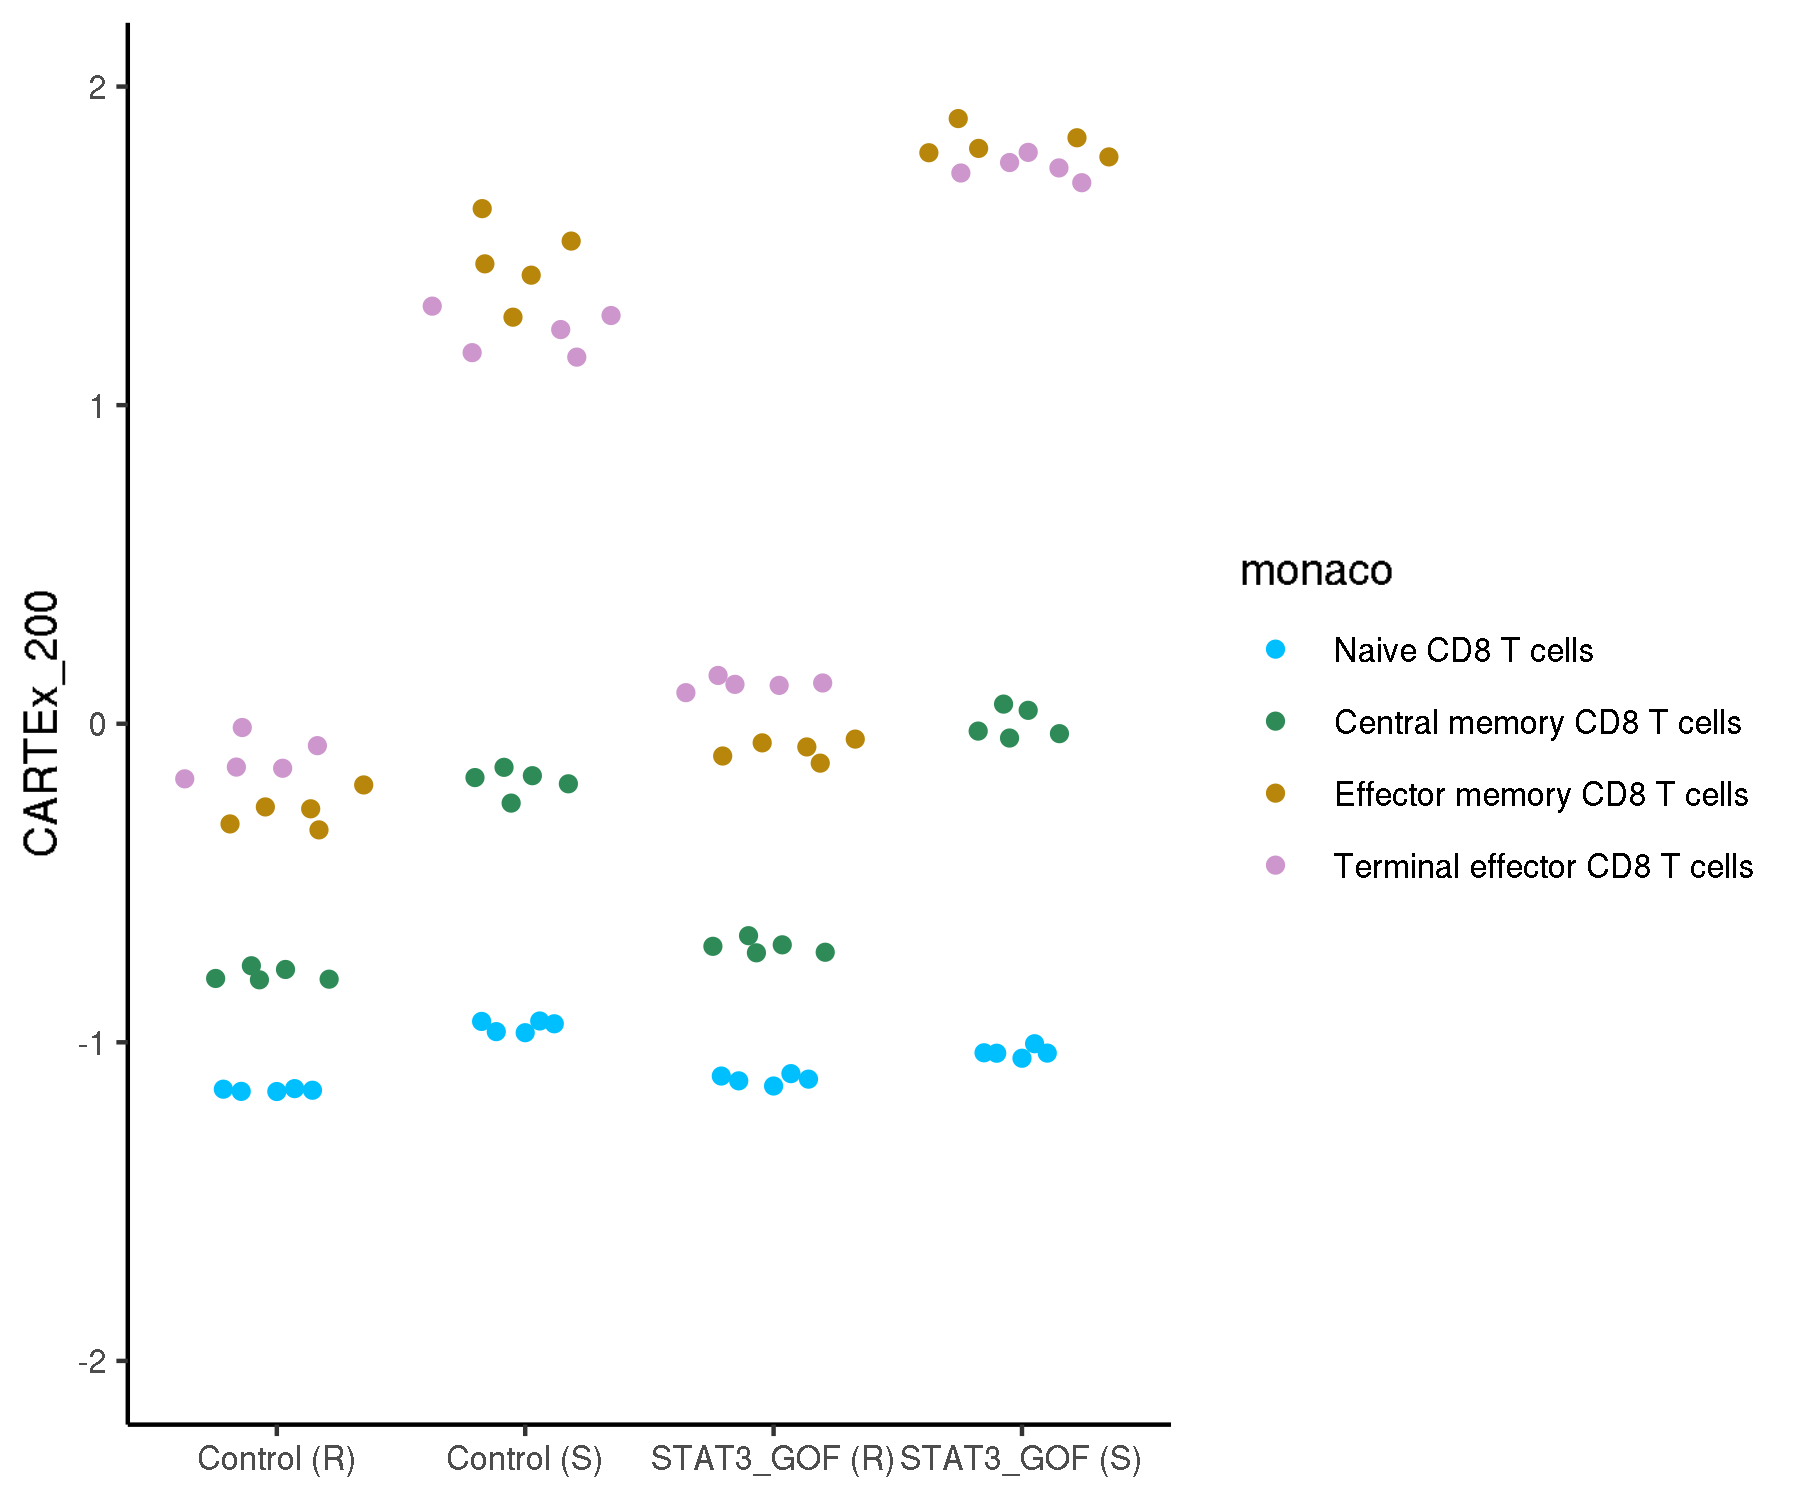 CARTEx_200
2
1
0
-1
-2
Control (R)
Control (S)
STAT3_GOF (R)
STAT3_GOF (S)
monaco
Naive CD8 T cells
Central memory CD8 T cells
Effector memory CD8 T cells
Terminal effector CD8 T cells